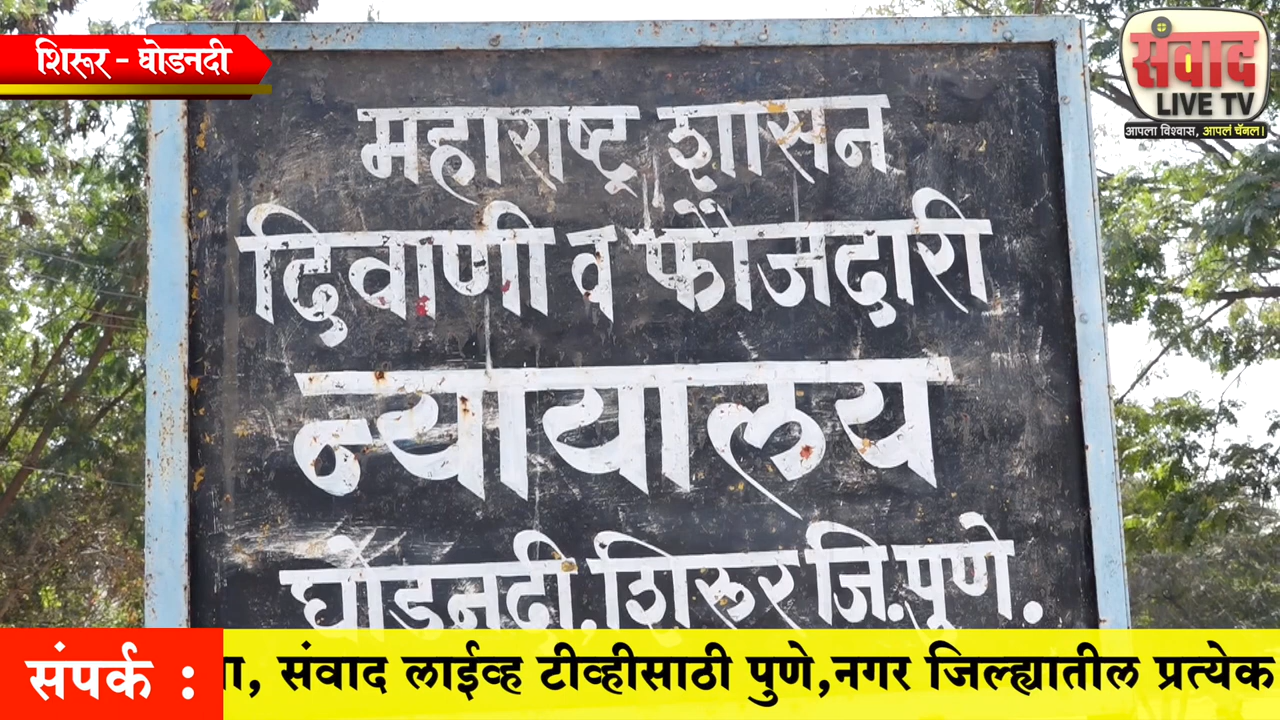 शिरूर - घोडनदी
संवाद
LIVE TV
आपला विश्वास, आपलं चॅनल!
महाराष्ट्र शासन
दिवाणी व फौजदारी
न्यायालय
घोडनदी, शिरूर जि. पुणे.
संपर्क :
, संवाद लाईव्ह टीव्हीसाठी पुणे,नगर जिल्ह्यातील प्रत्येक